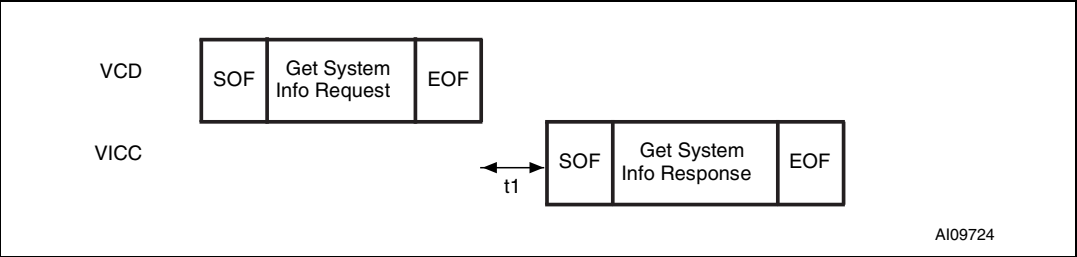 VCD
SOF
Get System
Info Request
EOF
VICC
t1
SOF
Get System
Info Response
EOF
AI09724